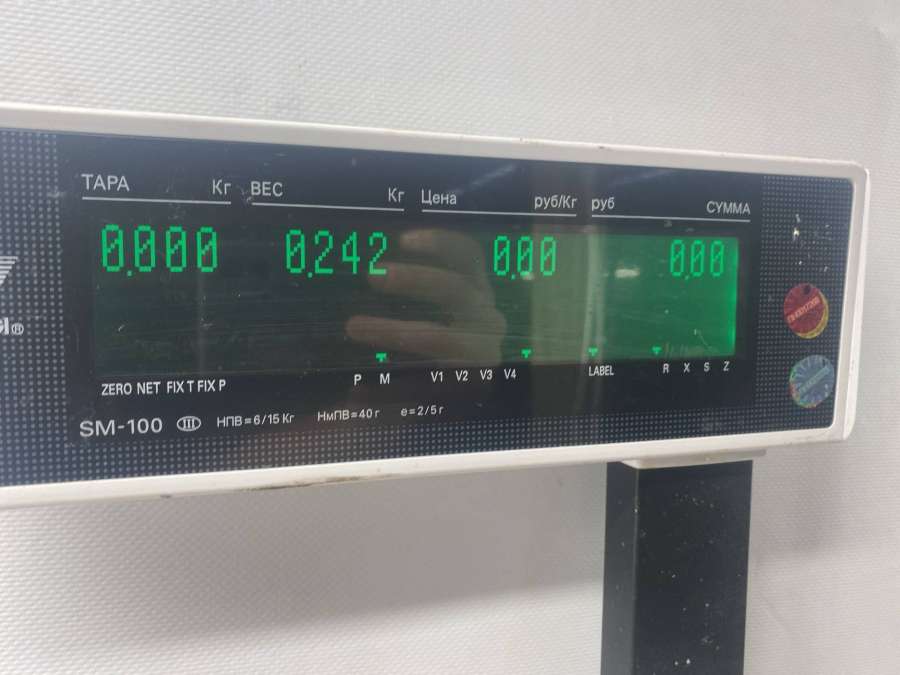 ТАРА Кг ВЕС Кг Цена руб/Кг руб СУММА
0.000 0.242 0.00 0.00
P M V1 V2 V3 V4 LABEL R X S Z
ZERO NET FIX T FIX P
SM-100 III НПВ=6/15 Кг НмПВ=40 г e=2/5 г